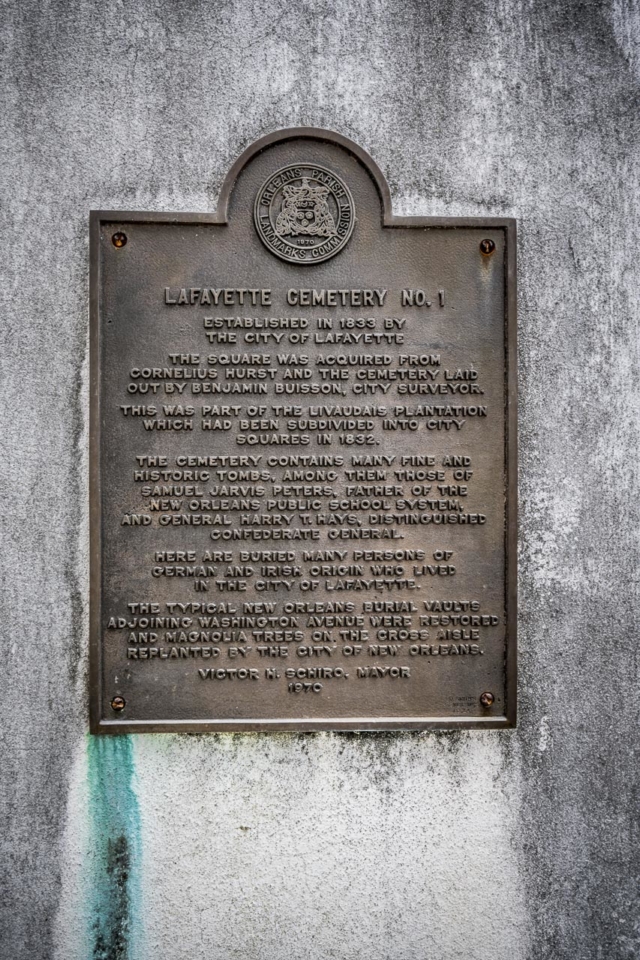 ORLEANS PARISH
LANDMARKS COMMISSION
1970
LAFAYETTE CEMETERY NO. 1
ESTABLISHED IN 1833 BY
THE CITY OF LAFAYETTE
THE SQUARE WAS ACQUIRED FROM
CORNELIUS HURST AND THE CEMETERY LAID
OUT BY BENJAMIN BUISSON, CITY SURVEYOR.
THIS WAS PART OF THE LIVAUDAIS PLANTATION
WHICH HAD BEEN SUBDIVIDED INTO CITY
SQUARES IN 1832.
THE CEMETERY CONTAINS MANY FINE AND
HISTORIC TOMBS, AMONG THEM THOSE OF
SAMUEL JARVIS PETERS, FATHER OF THE
NEW ORLEANS PUBLIC SCHOOL SYSTEM,
AND GENERAL HARRY T. HAYS, DISTINGUISHED
CONFEDERATE GENERAL.
HERE ARE BURIED MANY PERSONS OF
GERMAN AND IRISH ORIGIN WHO LIVED
IN THE CITY OF LAFAYETTE.
THE TYPICAL NEW ORLEANS BURIAL VAULTS
ADJOINING WASHINGTON AVENUE WERE RESTORED
AND MAGNOLIA TREES ON THE CROSS AISLE
REPLANTED BY THE CITY OF NEW ORLEANS.
VICTOR H. SCHIRO, MAYOR
1970